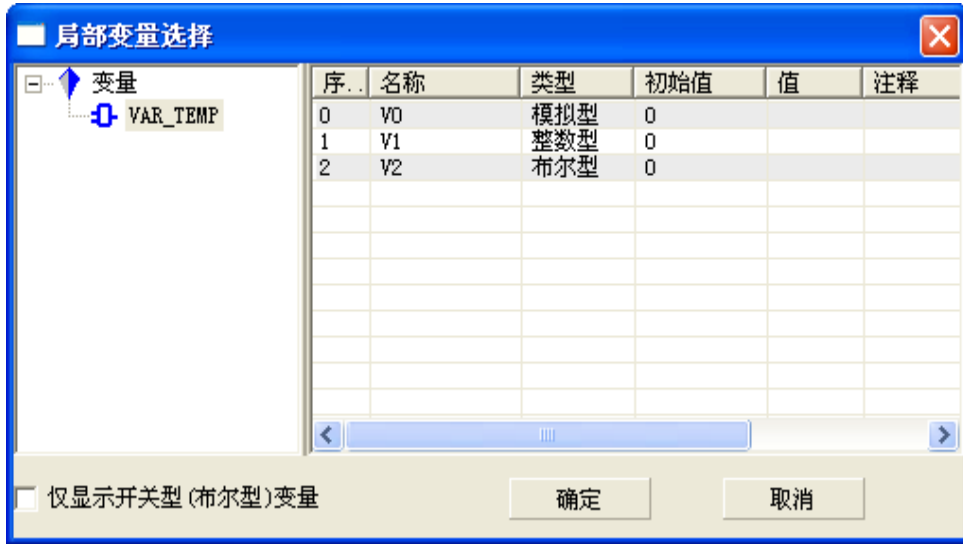 局部变量选择
变量
VAR_TEMP
序.. 名称 类型 初始值 值 注释
0 V0 模拟型 0
1 V1 整数型 0
2 V2 布尔型 0
仅显示开关型(布尔型)变量 确定 取消